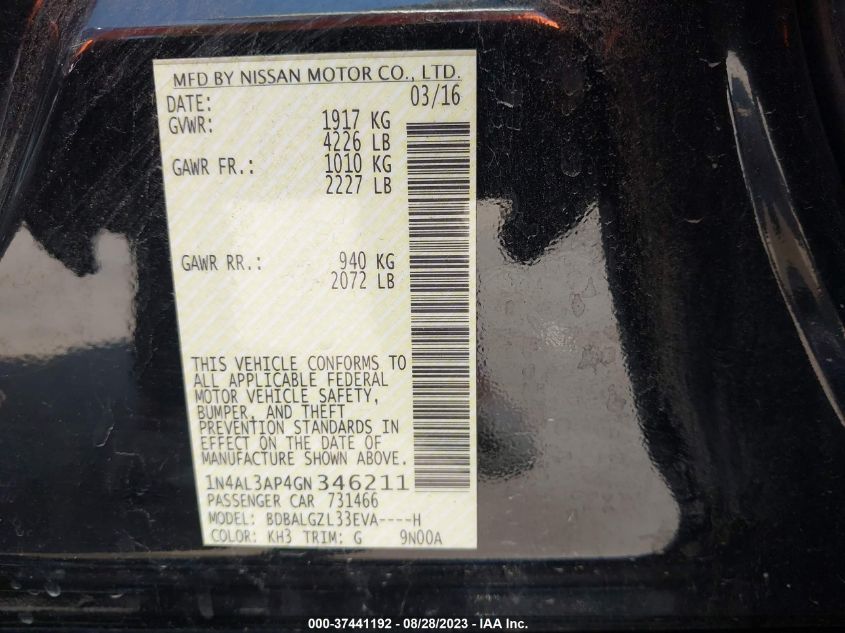 MFD BY NISSAN MOTOR CO., LTD.
DATE: 03/16
GVWR: 1917 KG
4226 LB
GAWR FR.: 1010 KG
2227 LB
GAWR RR.: 940 KG
2072 LB
THIS VEHICLE CONFORMS TO
ALL APPLICABLE FEDERAL
MOTOR VEHICLE SAFETY,
BUMPER, AND THEFT
PREVENTION STANDARDS IN
EFFECT ON THE DATE OF
MANUFACTURE SHOWN ABOVE.
1N4AL3AP4GN346211
PASSENGER CAR 731466
MODEL: BDBALGZL33EVA----H
COLOR: KH3 TRIM: G 9N00A
000-37441192 - 08/28/2023 - IAA Inc.